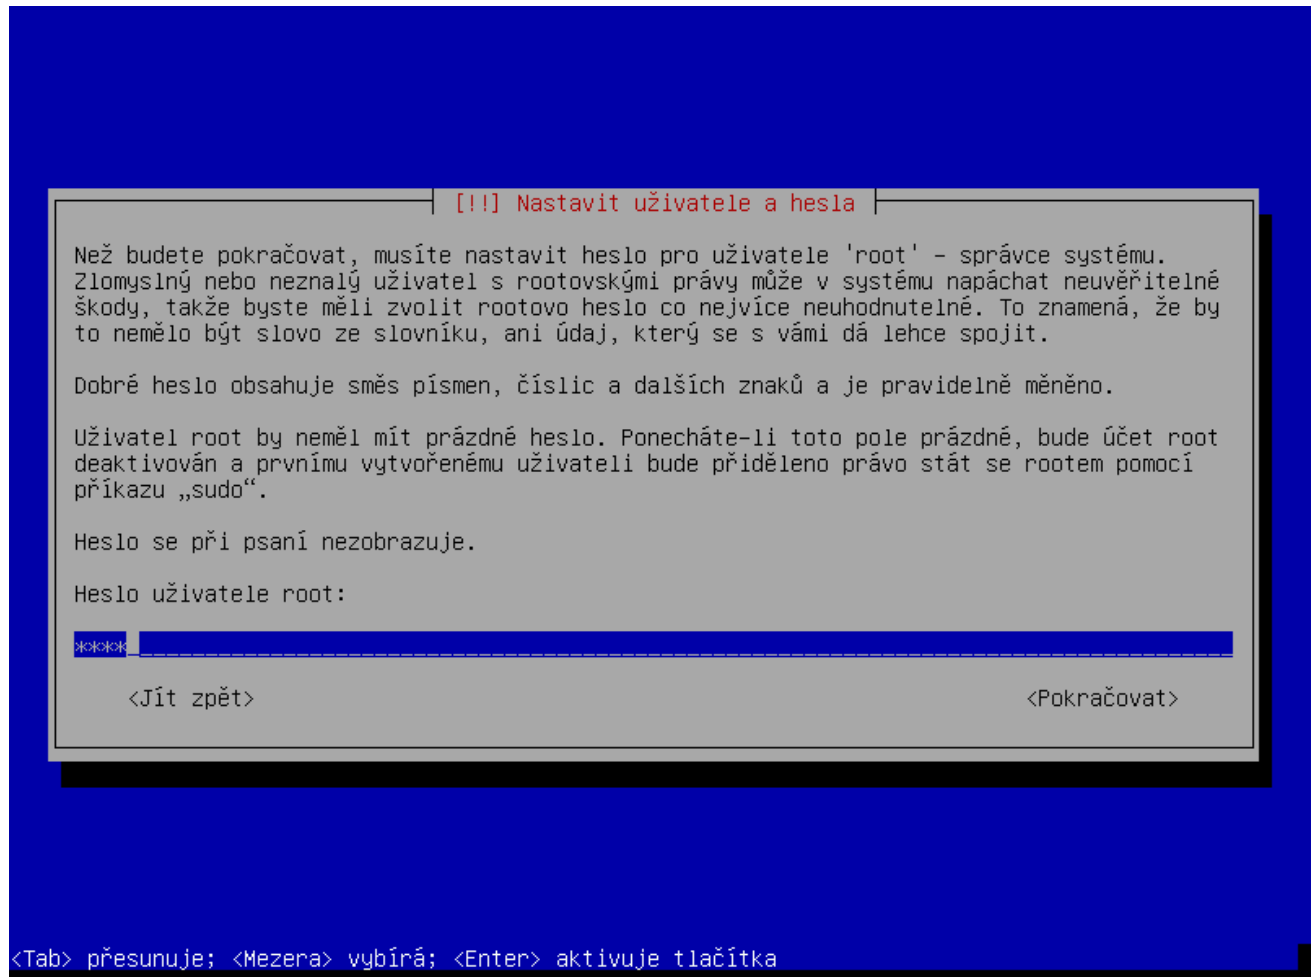 [!!] Nastavit uživatele a hesla
Než budete pokračovat, musíte nastavit heslo pro uživatele 'root' – správce systému.
Zlomyslný nebo neznalý uživatel s rootovskými právy může v systému napáchat neuvěřitelné
škody, takže byste měli zvolit rootovo heslo co nejvíce neuhodnutelné. To znamená, že by
to nemělo být slovo ze slovníku, ani údaj, který se s vámi dá lehce spojit.
Dobré heslo obsahuje směs písmen, číslic a dalších znaků a je pravidelně měněno.
Uživatel root by neměl mít prázdné heslo. Ponecháte-li toto pole prázdné, bude účet root
deaktivován a prvnímu vytvořenému uživateli bude přiděleno právo stát se rootem pomocí
příkazu „sudo“.
Heslo se při psaní nezobrazuje.
Heslo uživatele root:
****
<Jít zpět> <Pokračovat>
<Tab> přesunuje; <Mezera> vybírá; <Enter> aktivuje tlačítka